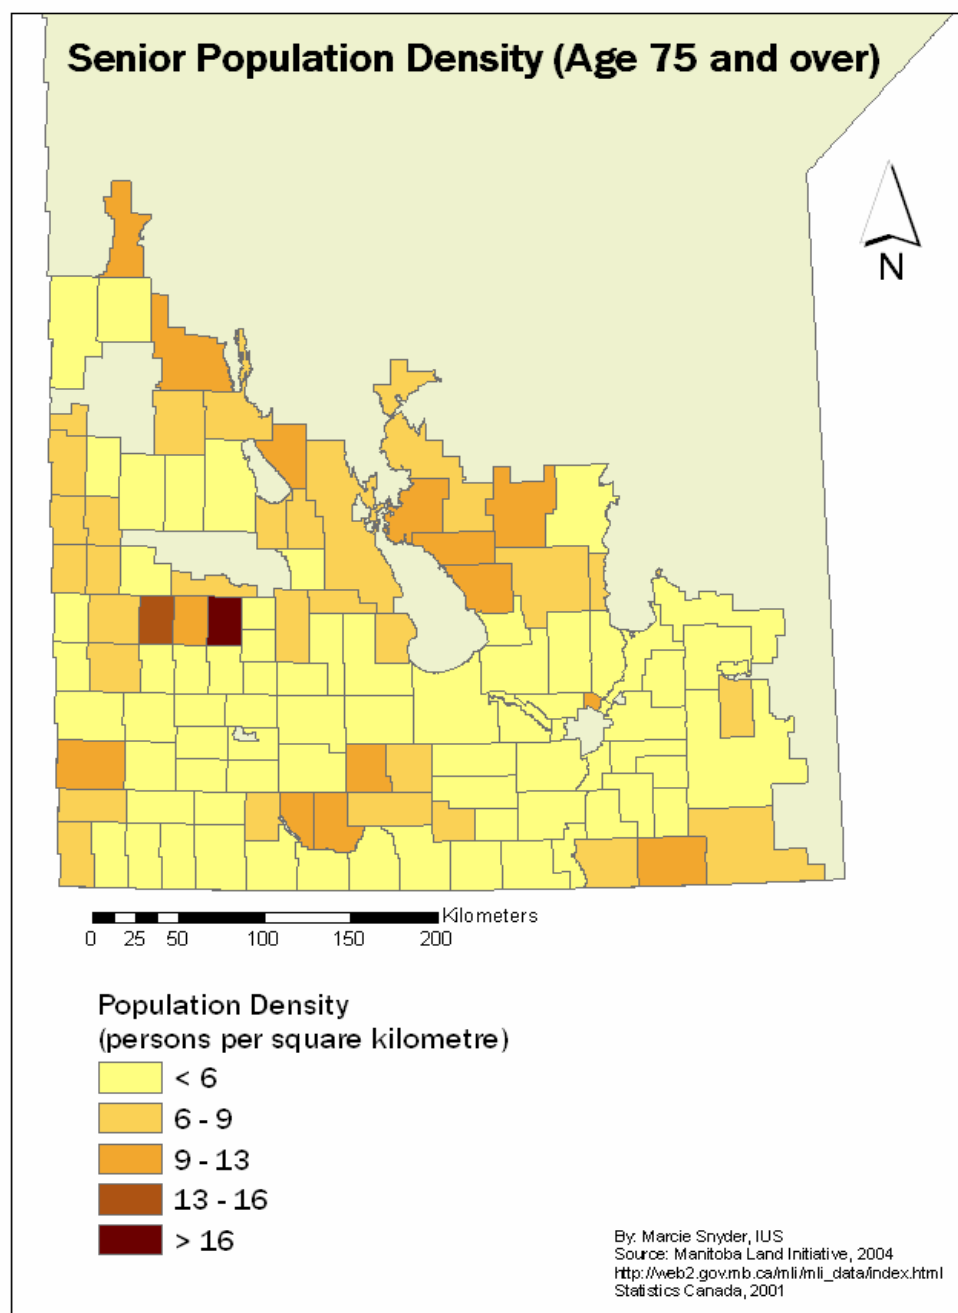 Senior Population Density (Age 75 and over)
N
Kilometers
0 25 50 100 150 200
Population Density
(persons per square kilometre)
< 6
6 - 9
9 - 13
13 - 16
> 16
By: Marcie Snyder, IUS
Source: Manitoba Land Initiative, 2004
http://web2.gov.mb.ca/mli/mli_data/index.html
Statistics Canada, 2001